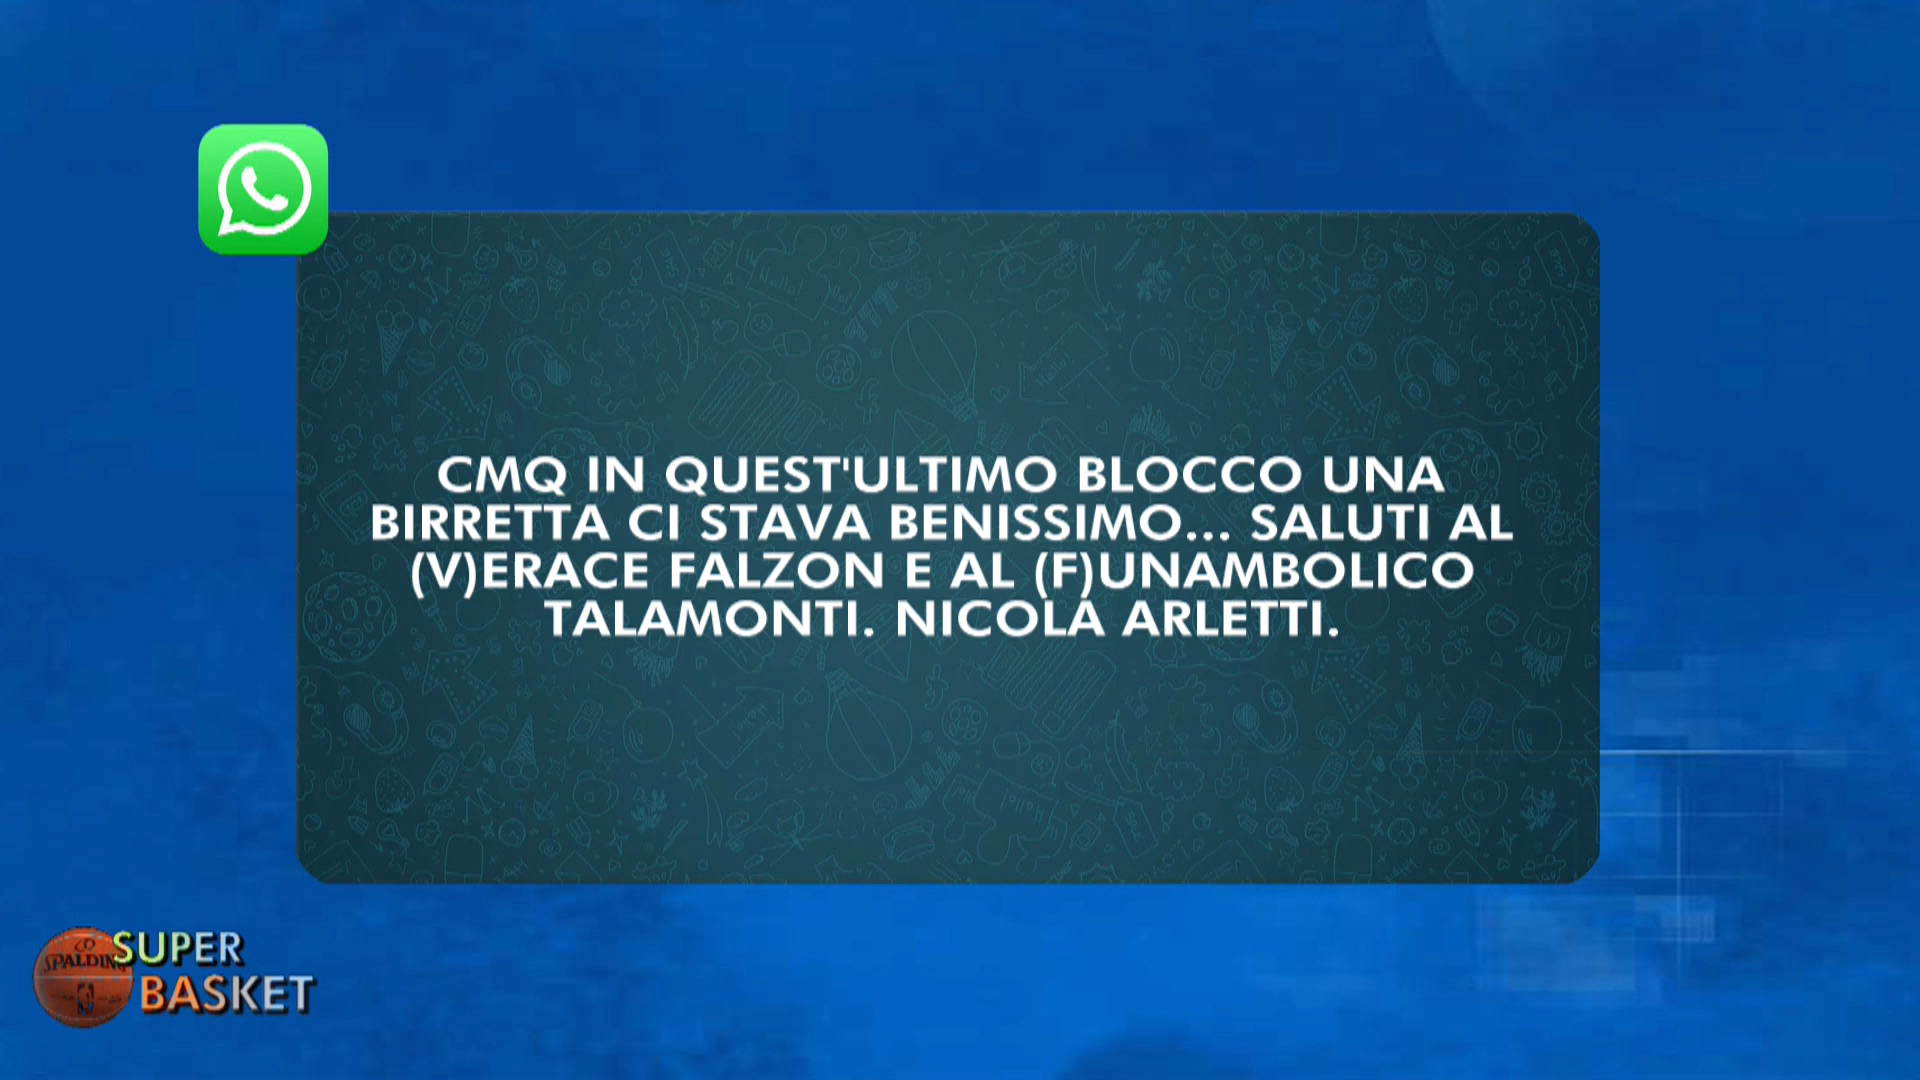 CMQ IN QUEST'ULTIMO BLOCCO UNA
BIRRETTA CI STAVA BENISSIMO... SALUTI AL
(V)ERACE FALZON E AL (F)UNAMBOLICO
TALAMONTI. NICOLA ARLETTI.
SPALDING
SUPER
BASKET